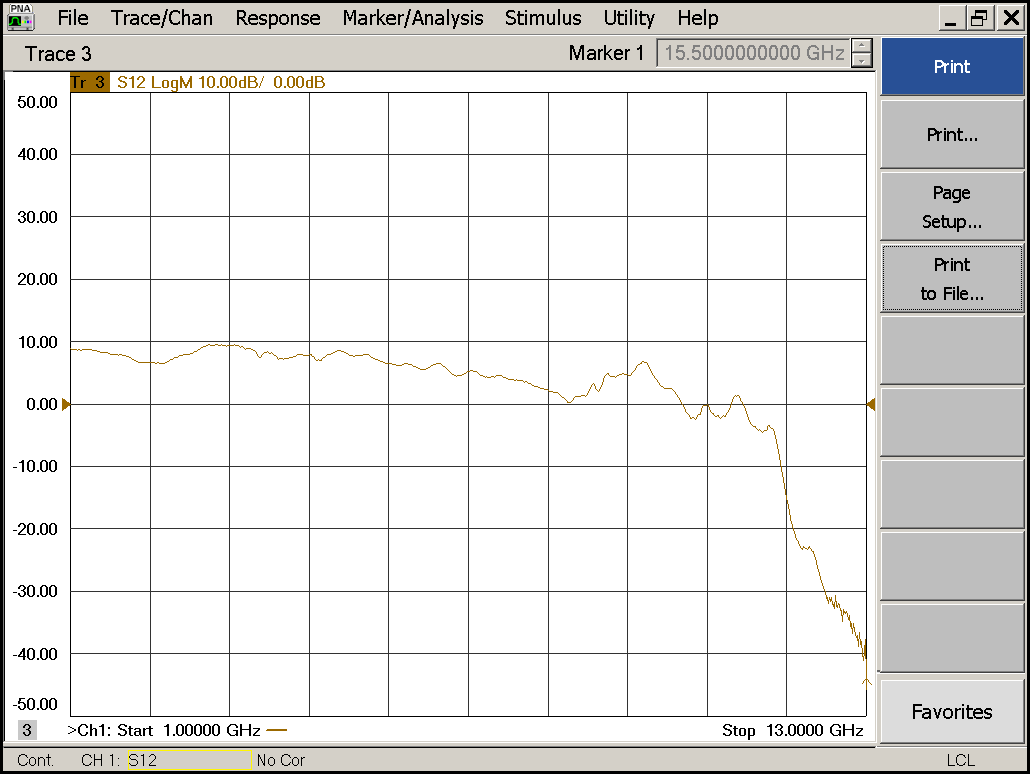 PNA
File Trace/Chan Response Marker/Analysis Stimulus Utility Help
Trace 3 Marker 1 15.5000000000 GHz
Print
Print...
Page
Setup...
Print
to File...
Favorites
Tr 3 S12 LogM 10.00dB/ 0.00dB
50.00
40.00
30.00
20.00
10.00
0.00
-10.00
-20.00
-30.00
-40.00
-50.00
3 >Ch1: Start 1.00000 GHz Stop 13.0000 GHz
Cont. CH 1: S12 No Cor LCL